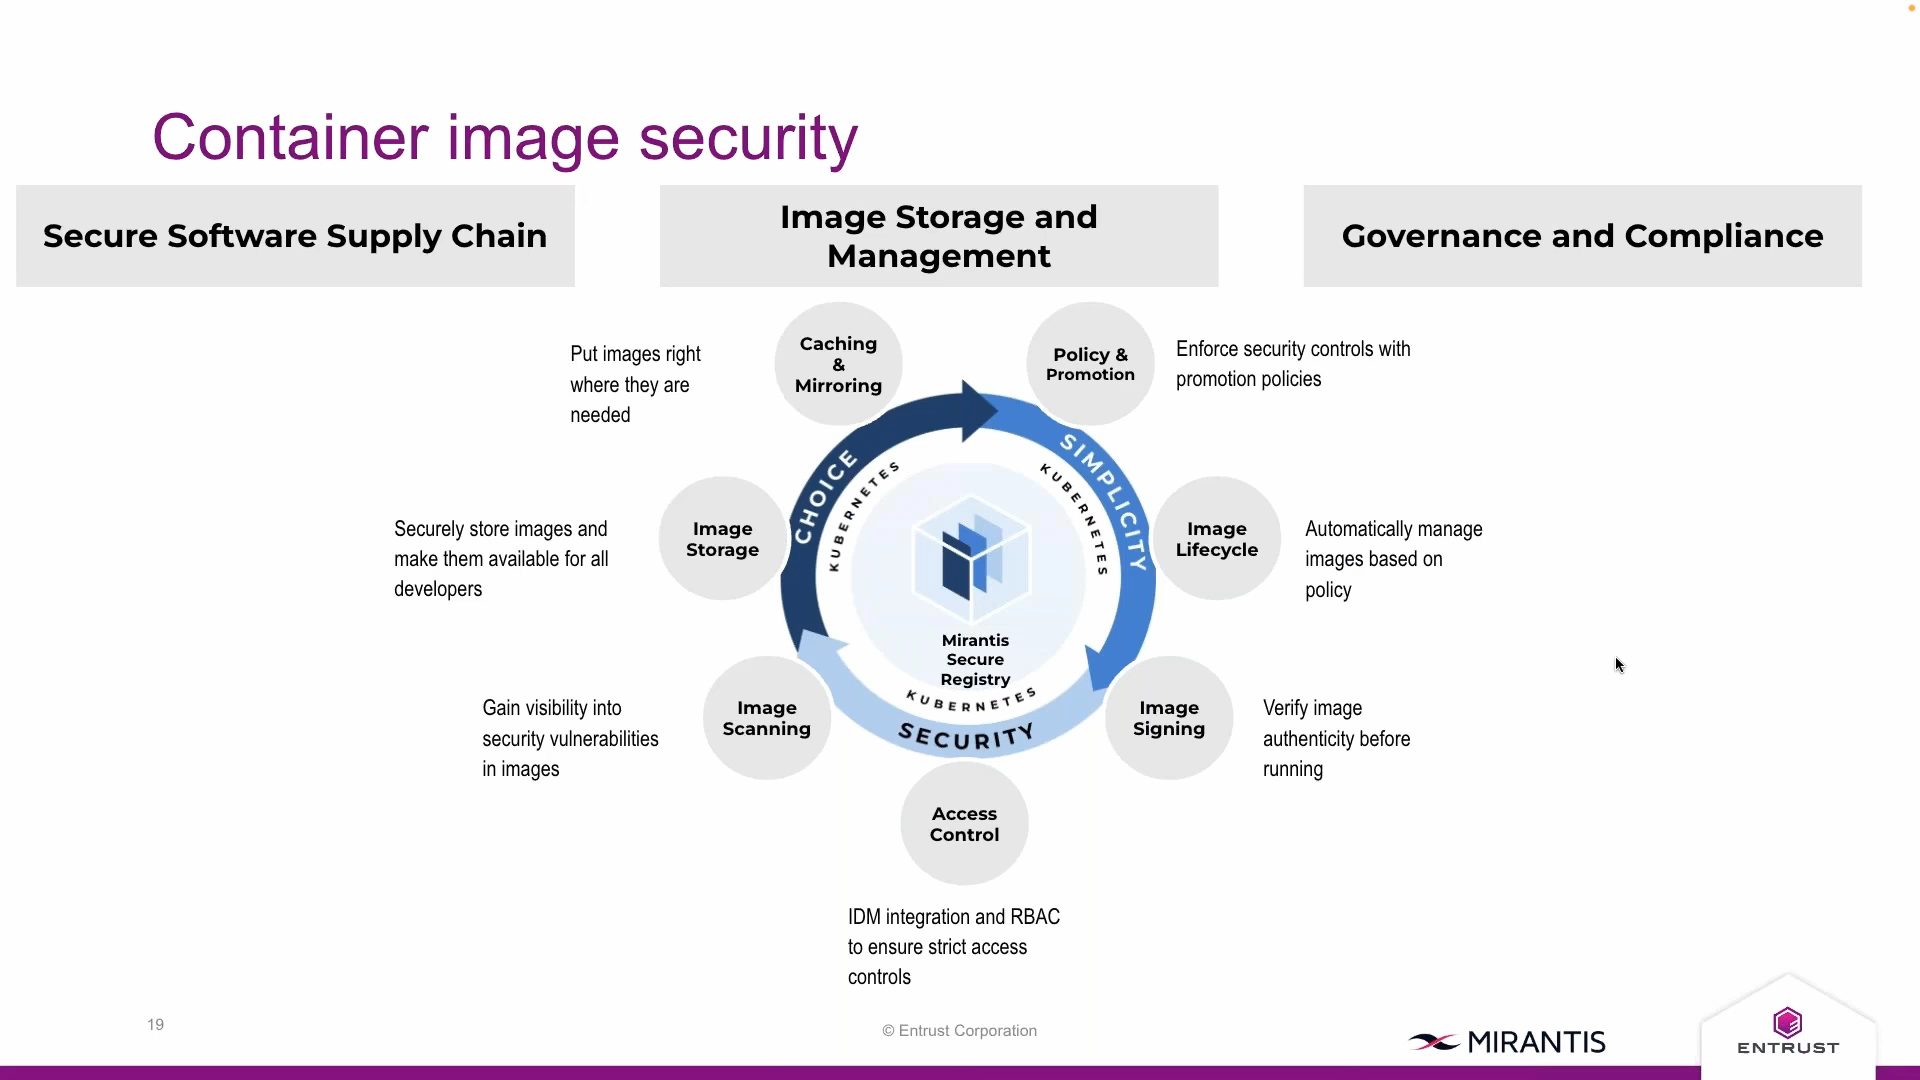 Container image security
Secure Software Supply Chain
Image Storage and
Management
Governance and Compliance
Put images right
where they are
needed
Caching
&
Mirroring
Policy &
Promotion
Enforce security controls with
promotion policies
CHOICE
KUBERNETES
SIMPLICITY
KUBERNETES
Securely store images and
make them available for all
developers
Image
Storage
Image
Lifecycle
Automatically manage
images based on
policy
Mirantis
Secure
Registry
KUBERNETES
SECURITY
Gain visibility into
security vulnerabilities
in images
Image
Scanning
Image
Signing
Verify image
authenticity before
running
Access
Control
IDM integration and RBAC
to ensure strict access
controls
19
© Entrust Corporation
MIRANTIS
ENTRUST